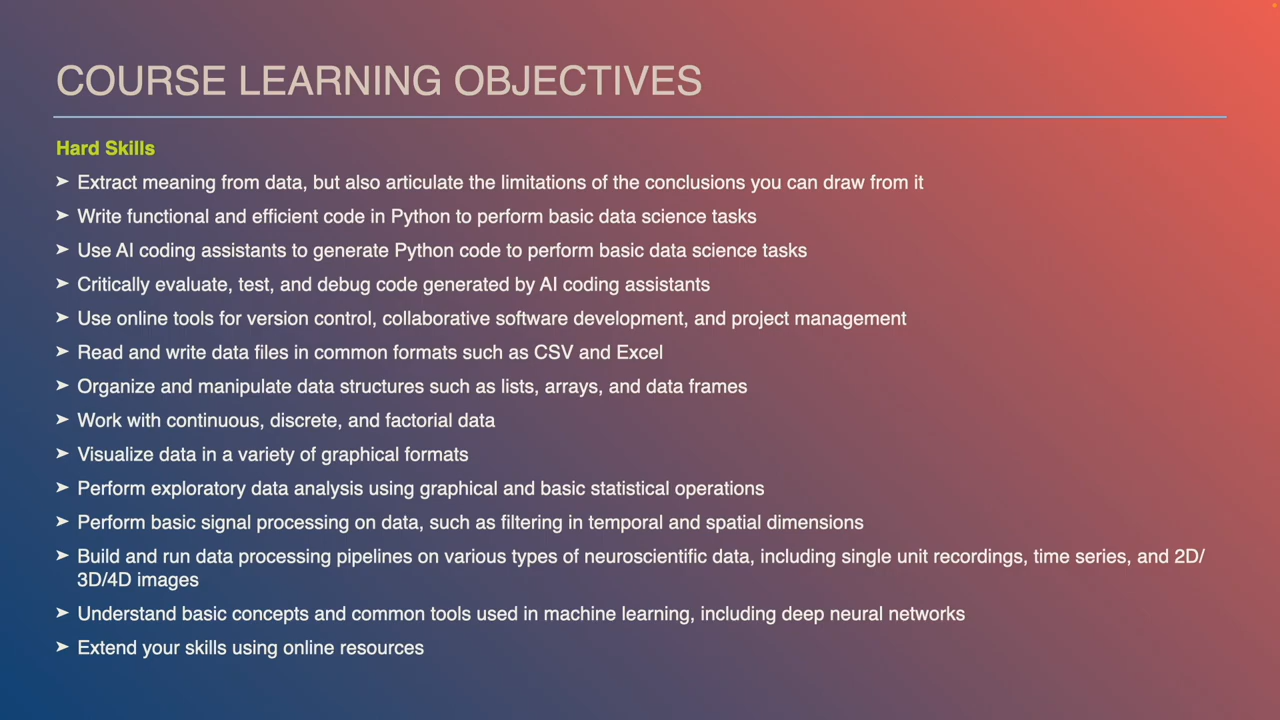 COURSE LEARNING OBJECTIVES
Hard Skills
➤ Extract meaning from data, but also articulate the limitations of the conclusions you can draw from it
➤ Write functional and efficient code in Python to perform basic data science tasks
➤ Use AI coding assistants to generate Python code to perform basic data science tasks
➤ Critically evaluate, test, and debug code generated by AI coding assistants
➤ Use online tools for version control, collaborative software development, and project management
➤ Read and write data files in common formats such as CSV and Excel
➤ Organize and manipulate data structures such as lists, arrays, and data frames
➤ Work with continuous, discrete, and factorial data
➤ Visualize data in a variety of graphical formats
➤ Perform exploratory data analysis using graphical and basic statistical operations
➤ Perform basic signal processing on data, such as filtering in temporal and spatial dimensions
➤ Build and run data processing pipelines on various types of neuroscientific data, including single unit recordings, time series, and 2D/
3D/4D images
➤ Understand basic concepts and common tools used in machine learning, including deep neural networks
➤ Extend your skills using online resources